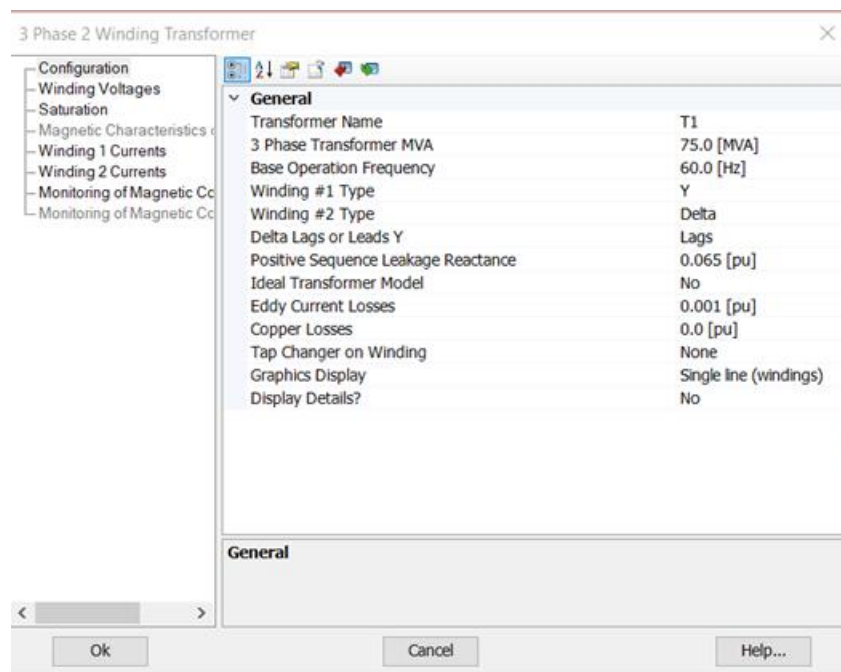 3 Phase 2 Winding Transformer
Configuration
Winding Voltages
Saturation
Magnetic Characteristics
Winding 1 Currents
Winding 2 Currents
Monitoring of Magnetic Cc
Monitoring of Magnetic Cc
General
Transformer Name T1
3 Phase Transformer MVA 75.0 [MVA]
Base Operation Frequency 60.0 [Hz]
Winding #1 Type Y
Winding #2 Type Delta
Delta Lags or Leads Y Lags
Positive Sequence Leakage Reactance 0.065 [pu]
Ideal Transformer Model No
Eddy Current Losses 0.001 [pu]
Copper Losses 0.0 [pu]
Tap Changer on Winding None
Graphics Display Single line (windings)
Display Details? No
General
Ok Cancel Help...